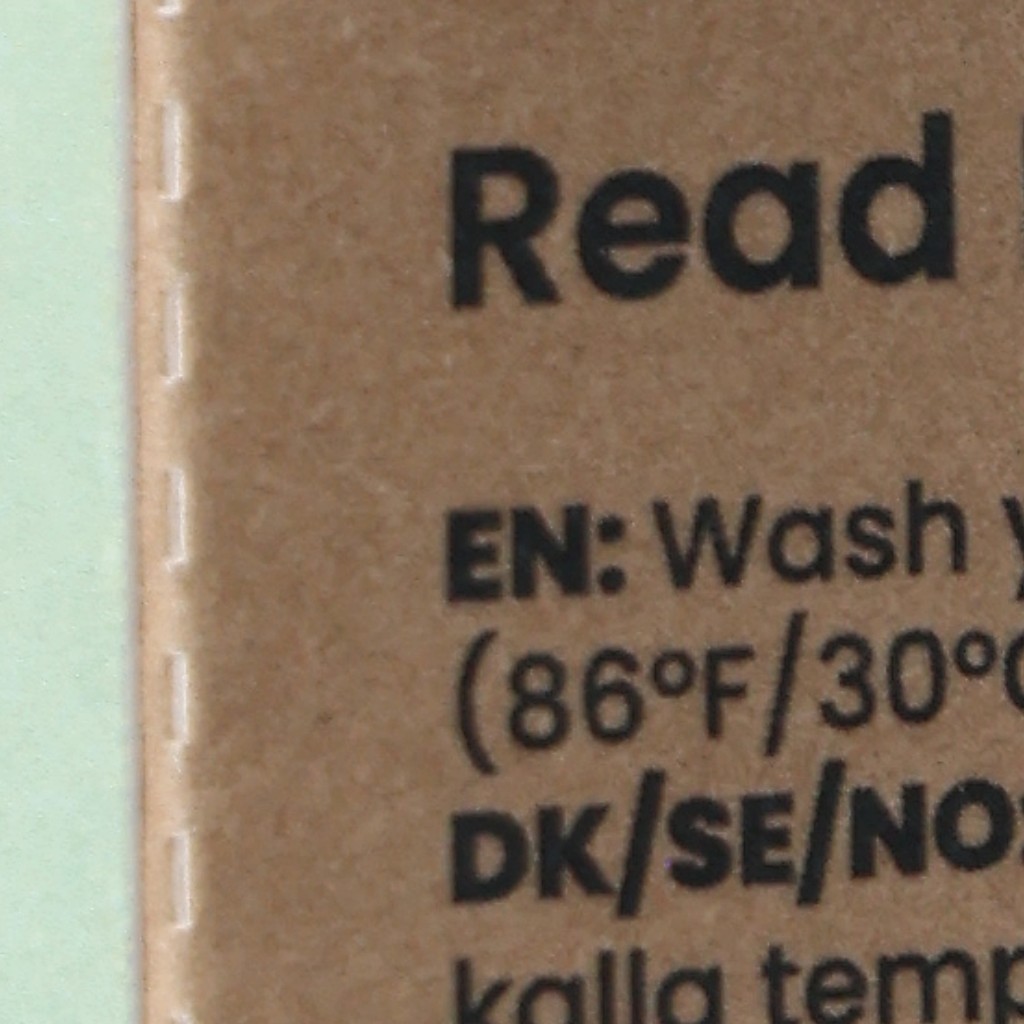 Read
EN: Wash
(86°F/30°
DK/SE/NO:
kalla temp